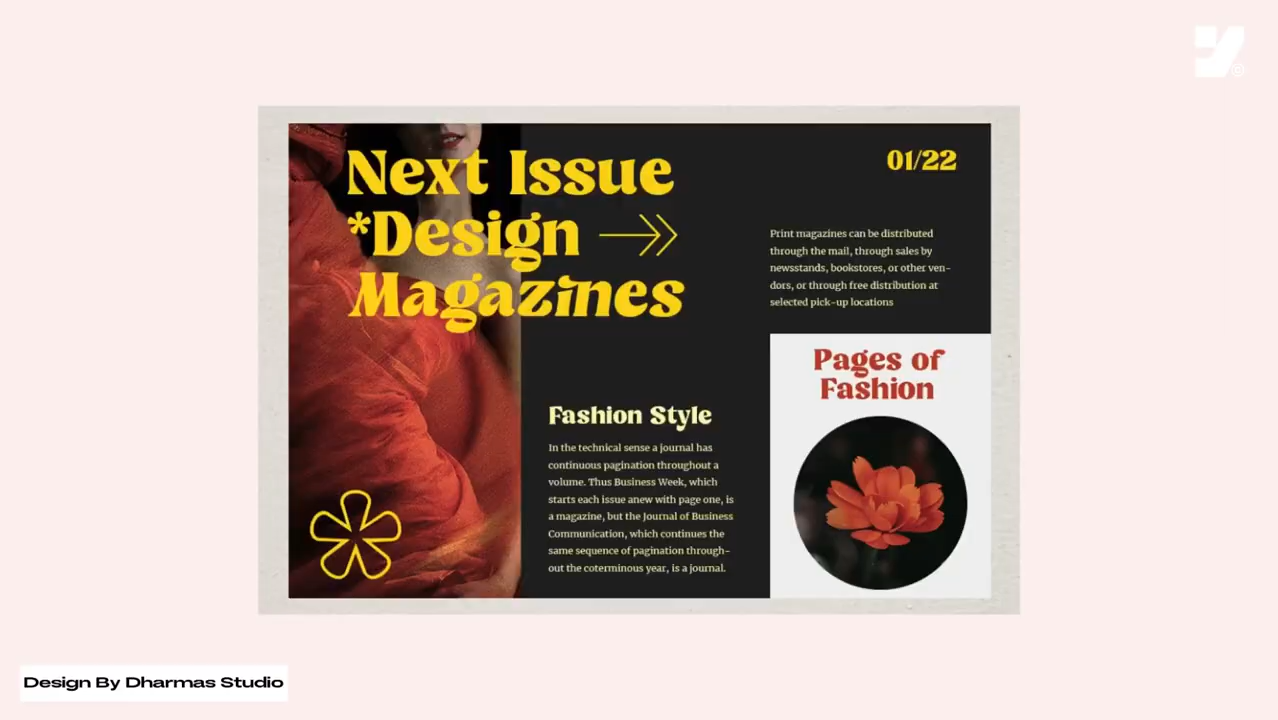 Next Issue
*Design
Magazines
01/22
Print magazines can be distributed
through the mail, through sales by
newsstands, bookstores, or other ven-
dors, or through free distribution at
selected pick-up locations
Fashion Style
In the technical sense a journal has
continuous pagination throughout a
volume. Thus Business Week, which
starts each issue anew with page one, is
a magazine, but the Journal of Business
Communication, which continues the
same sequence of pagination through-
out the coterminous year, is a journal.
Pages of
Fashion
Design By Dharmas Studio